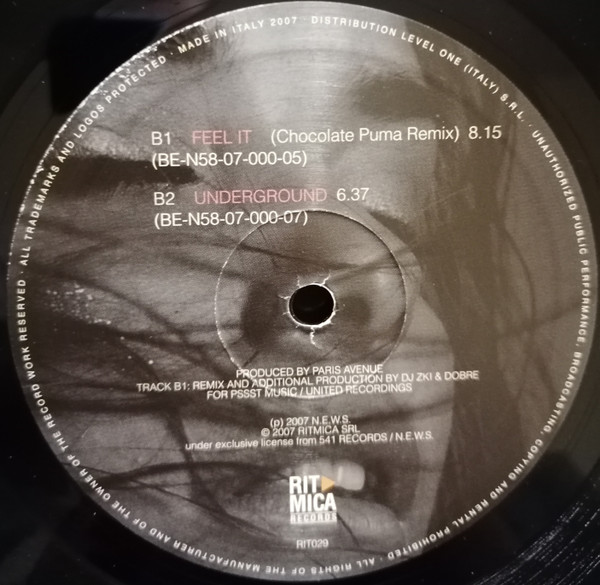 B1 FEEL IT (Chocolate Puma Remix) 8.15
(BE-N58-07-000-05)
B2 UNDERGROUND 6.37
(BE-N58-07-000-07)
PRODUCED BY PARIS AVENUE
TRACK B1: REMIX AND ADDITIONAL PRODUCTION BY DJ ZKI & DOBRE
FOR PSSST MUSIC / UNITED RECORDINGS
(p) 2007 N.E.W.S.
© 2007 RITMICA SRL
under exclusive license from 541 RECORDS / N.E.W.S.
RIT
MICA
RECORDS
RIT029
ALL RIGHTS OF THE MANUFACTURER AND OF THE OWNER OF THE RECORD WORK RESERVED · ALL TRADEMARKS AND LOGOS PROTECTED · MADE IN ITALY 2007 · DISTRIBUTION LEVEL ONE (ITALY) S.R.L. · UNAUTHORIZED PUBLIC PERFORMANCE, BROADCASTING, COPYING AND RENTAL PROHIBITED ·